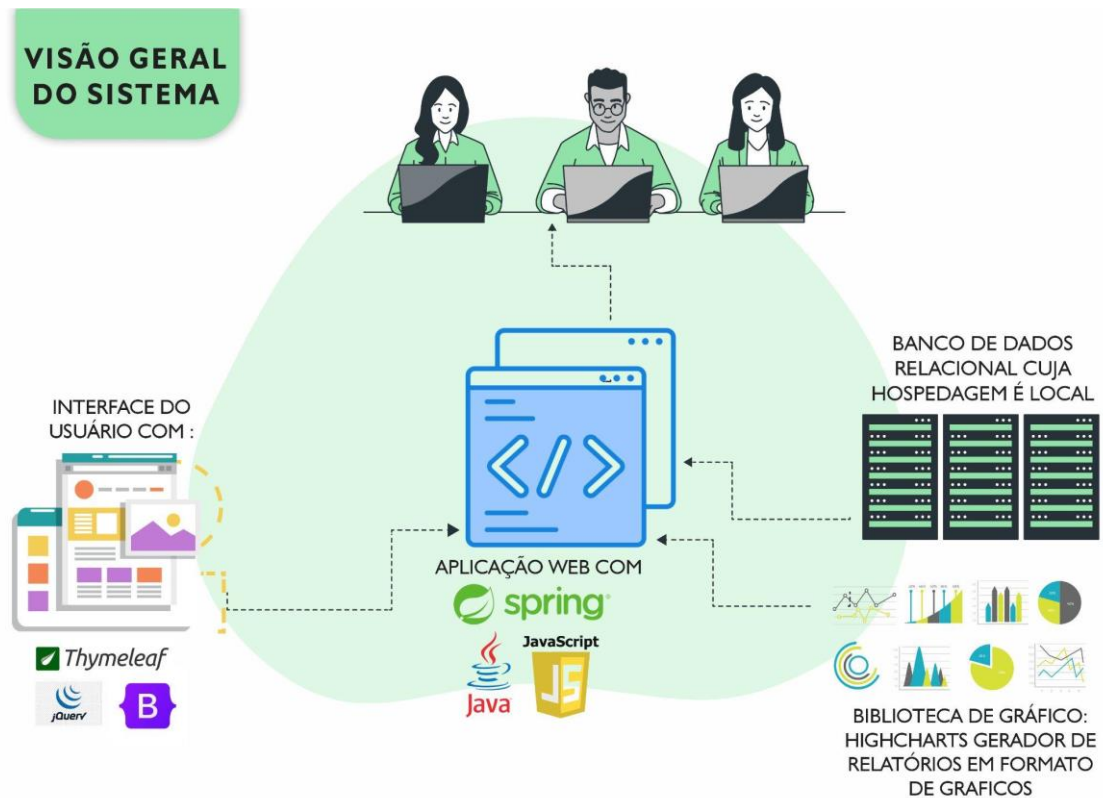 VISÃO GERAL
DO SISTEMA
BANCO DE DADOS
RELACIONAL CUJA
HOSPEDAGEM É LOCAL
INTERFACE DO
USUÁRIO COM :
</>
APLICAÇÃO WEB COM
spring
JavaScript
JS
Java
Thymeleaf
jQuery
B
BIBLIOTECA DE GRÁFICO:
HIGHCHARTS GERADOR DE
RELATÓRIOS EM FORMATO
DE GRAFICOS